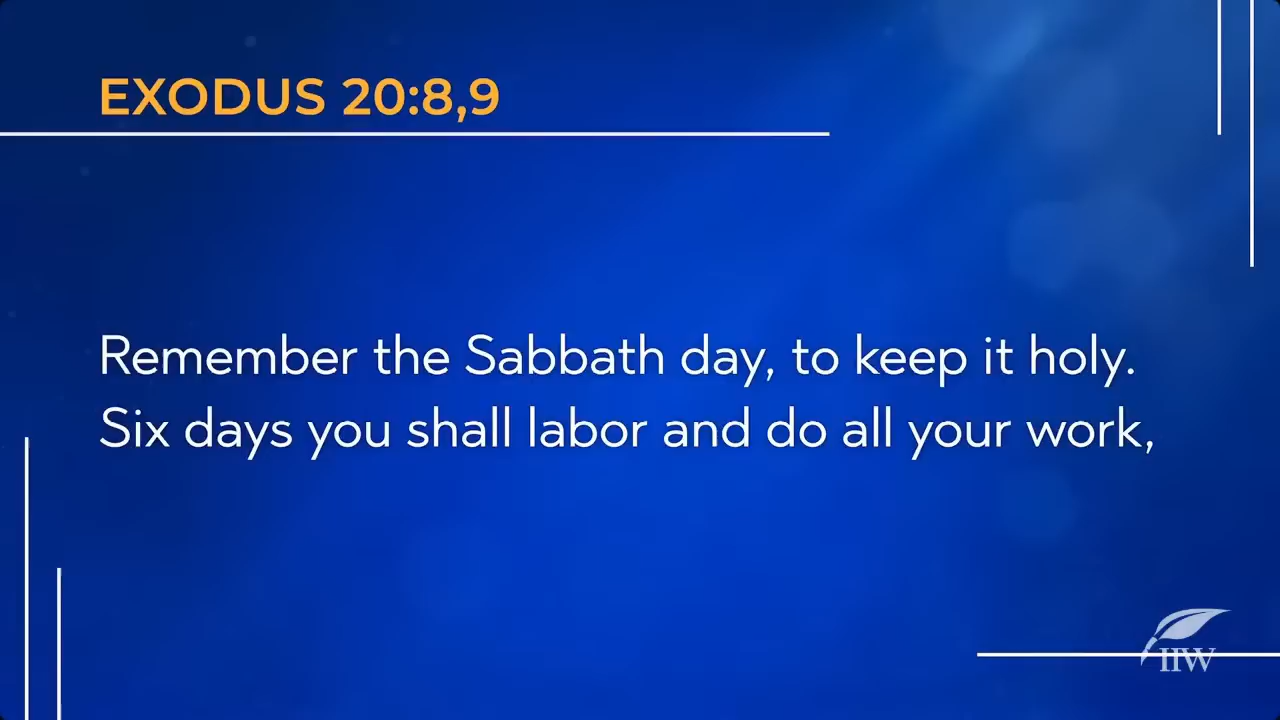 EXODUS 20:8,9
Remember the Sabbath day, to keep it holy.
Six days you shall labor and do all your work,
IIW